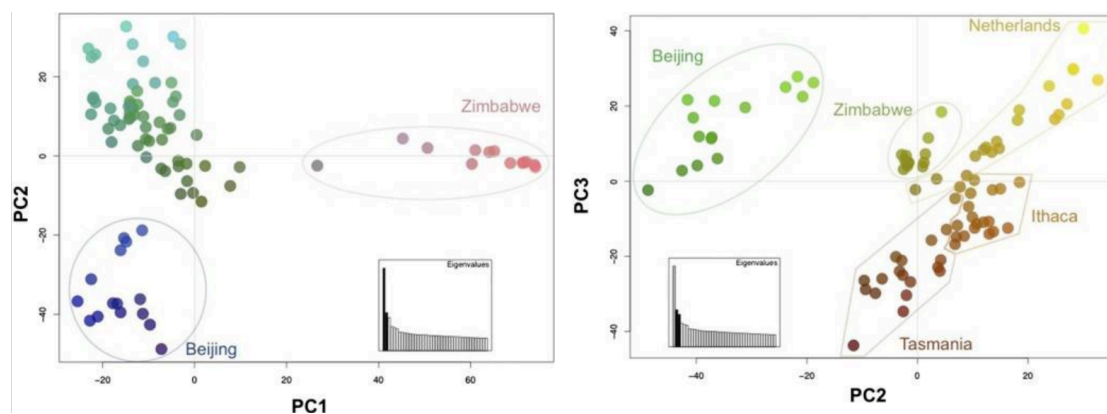 Zimbabwe
Beijing
Eigenvalues
PC2
20
0
−20
−40
−20
0
20
40
60
PC1
Netherlands
Beijing
Zimbabwe
Ithaca
Tasmania
Eigenvalues
PC3
40
20
0
−20
−40
−40
−20
0
20
PC2